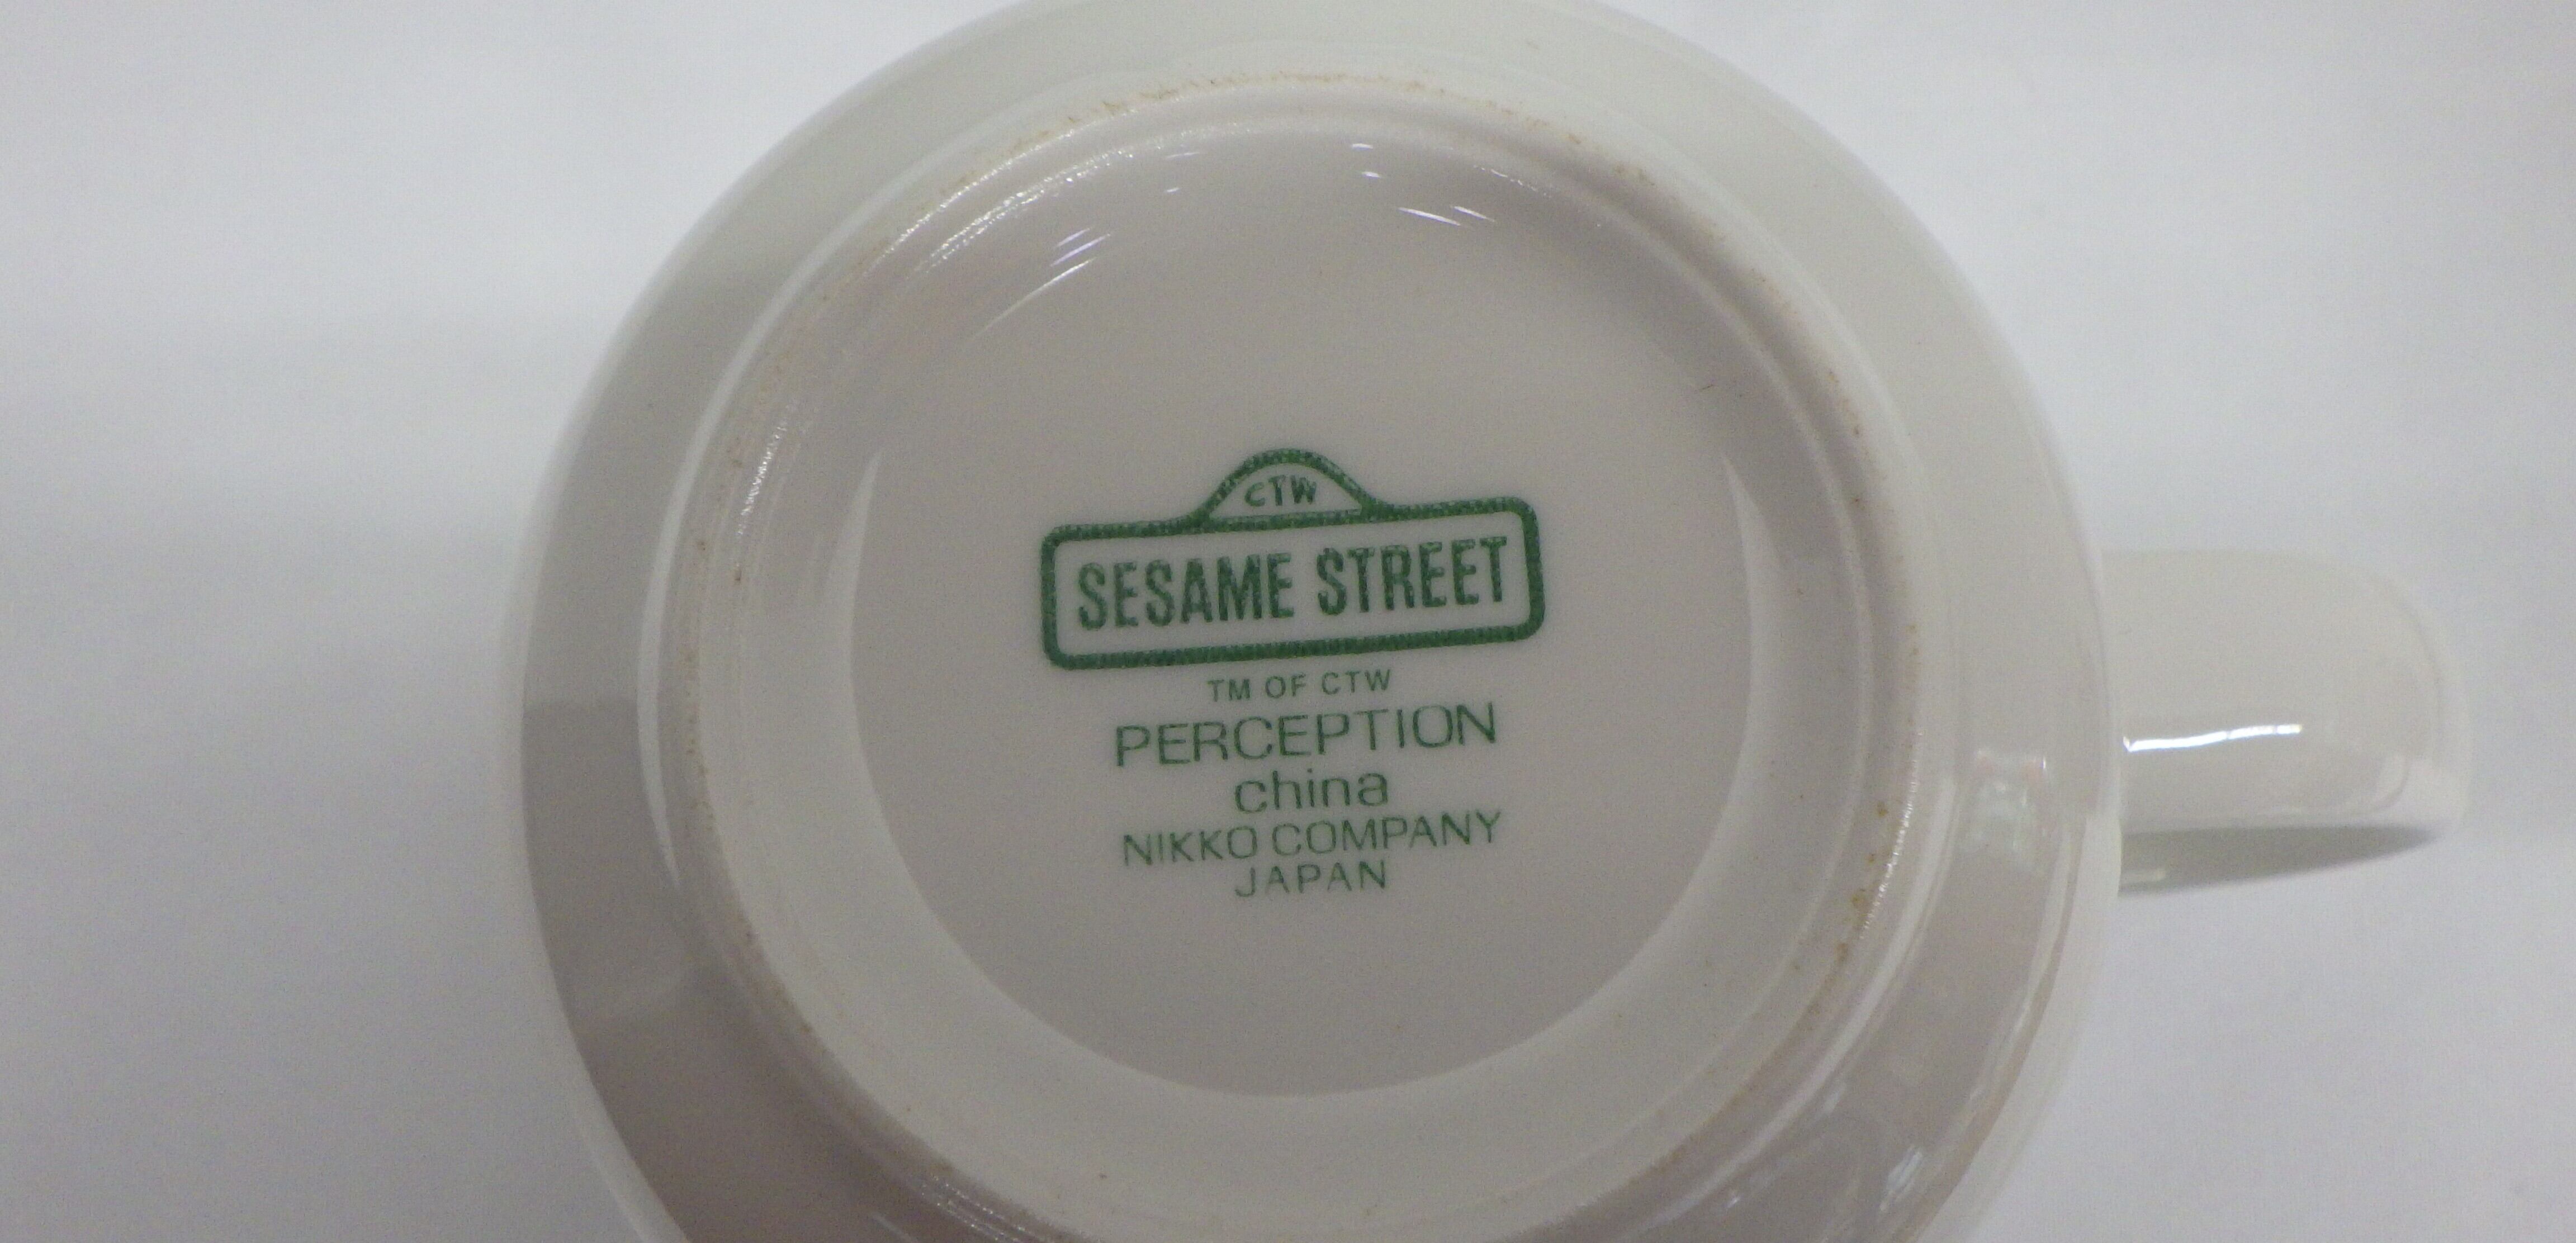 CTW
SESAME STREET
TM OF CTW
PERCEPTION
china
NIKKO COMPANY
JAPAN